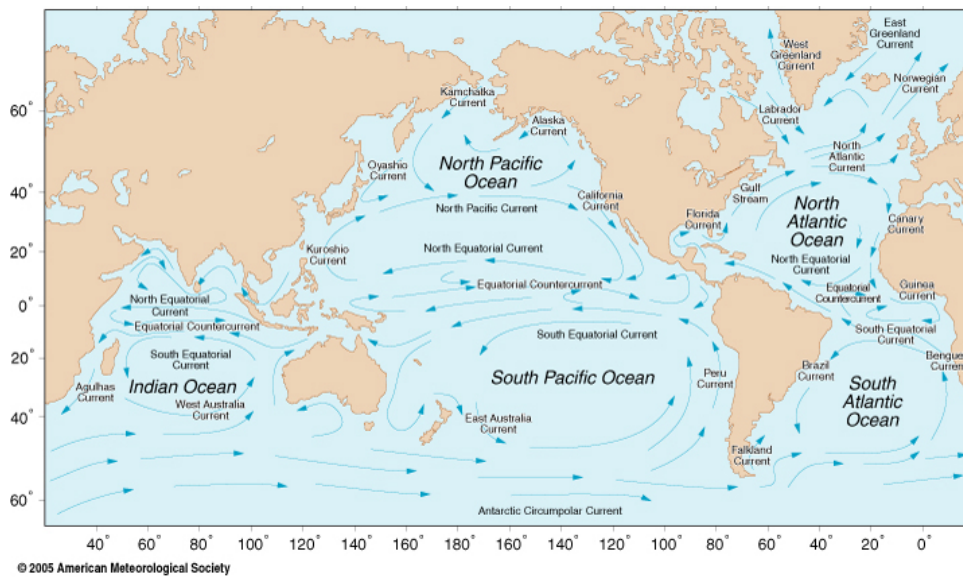 East
Greenland
Current
West
Greenland
Current
Norwegian
Current
Kamchatka
Current
60°
Labrador
Current
Alaska
Current
North
Atlantic
Current
North Pacific
Ocean
Oyashio
Current
40°
California
Current
Gulf
Stream
North
Atlantic
Ocean
North Pacific Current
Florida
Current
Canary
Current
Kuroshio
Current
20°
North Equatorial Current
North Equatorial
Current
Equatorial Countercurrent
Equatorial
Countercurrent
Guinea
Current
North Equatorial
Current
0°
Equatorial Countercurrent
South Equatorial Current
South Equatorial
Current
South Equatorial
Current
20°
Indian Ocean
South Pacific Ocean
Peru
Current
Brazil
Current
Benguela
Current
South
Atlantic
Ocean
Agulhas
Current
West Australia
Current
40°
East Australia
Current
Falkland
Current
60°
Antarctic Circumpolar Current
40° 60° 80° 100° 120° 140° 160° 180° 160° 140° 120° 100° 80° 60° 40° 20° 0°
© 2005 American Meteorological Society